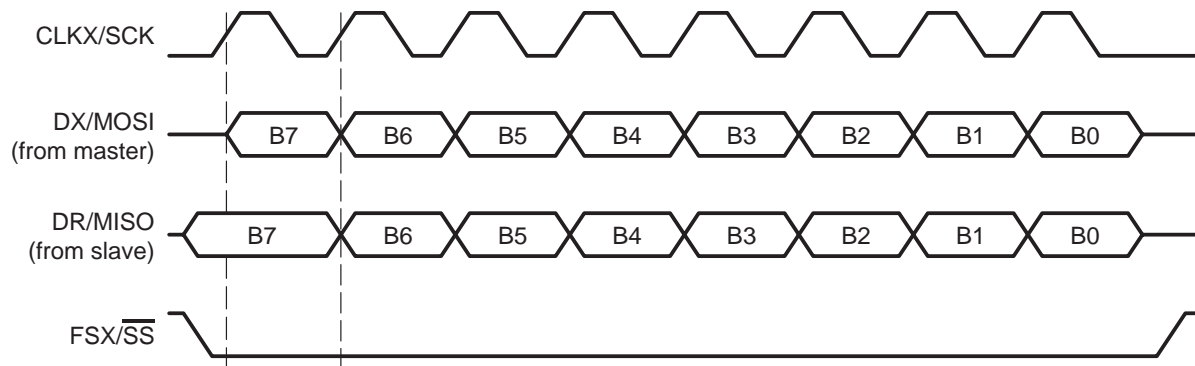 CLKX/SCK
DX/MOSI
(from master)
B7 B6 B5 B4 B3 B2 B1 B0
DR/MISO
(from slave)
B7 B6 B5 B4 B3 B2 B1 B0
FSX/S̅S̅